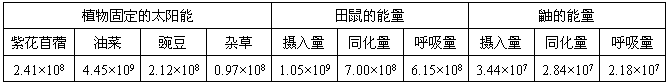 植物固定的太阳能 田鼠的能量 鼬的能量
紫花苜蓿 油菜 豌豆 杂草 摄入量 同化量 呼吸量 摄入量 同化量 呼吸量
2.41×10⁸ 4.45×10⁹ 2.12×10⁸ 0.97×10⁸ 1.05×10⁹ 7.00×10⁸ 6.15×10⁸ 3.44×10⁷ 2.84×10⁷ 2.18×10⁷